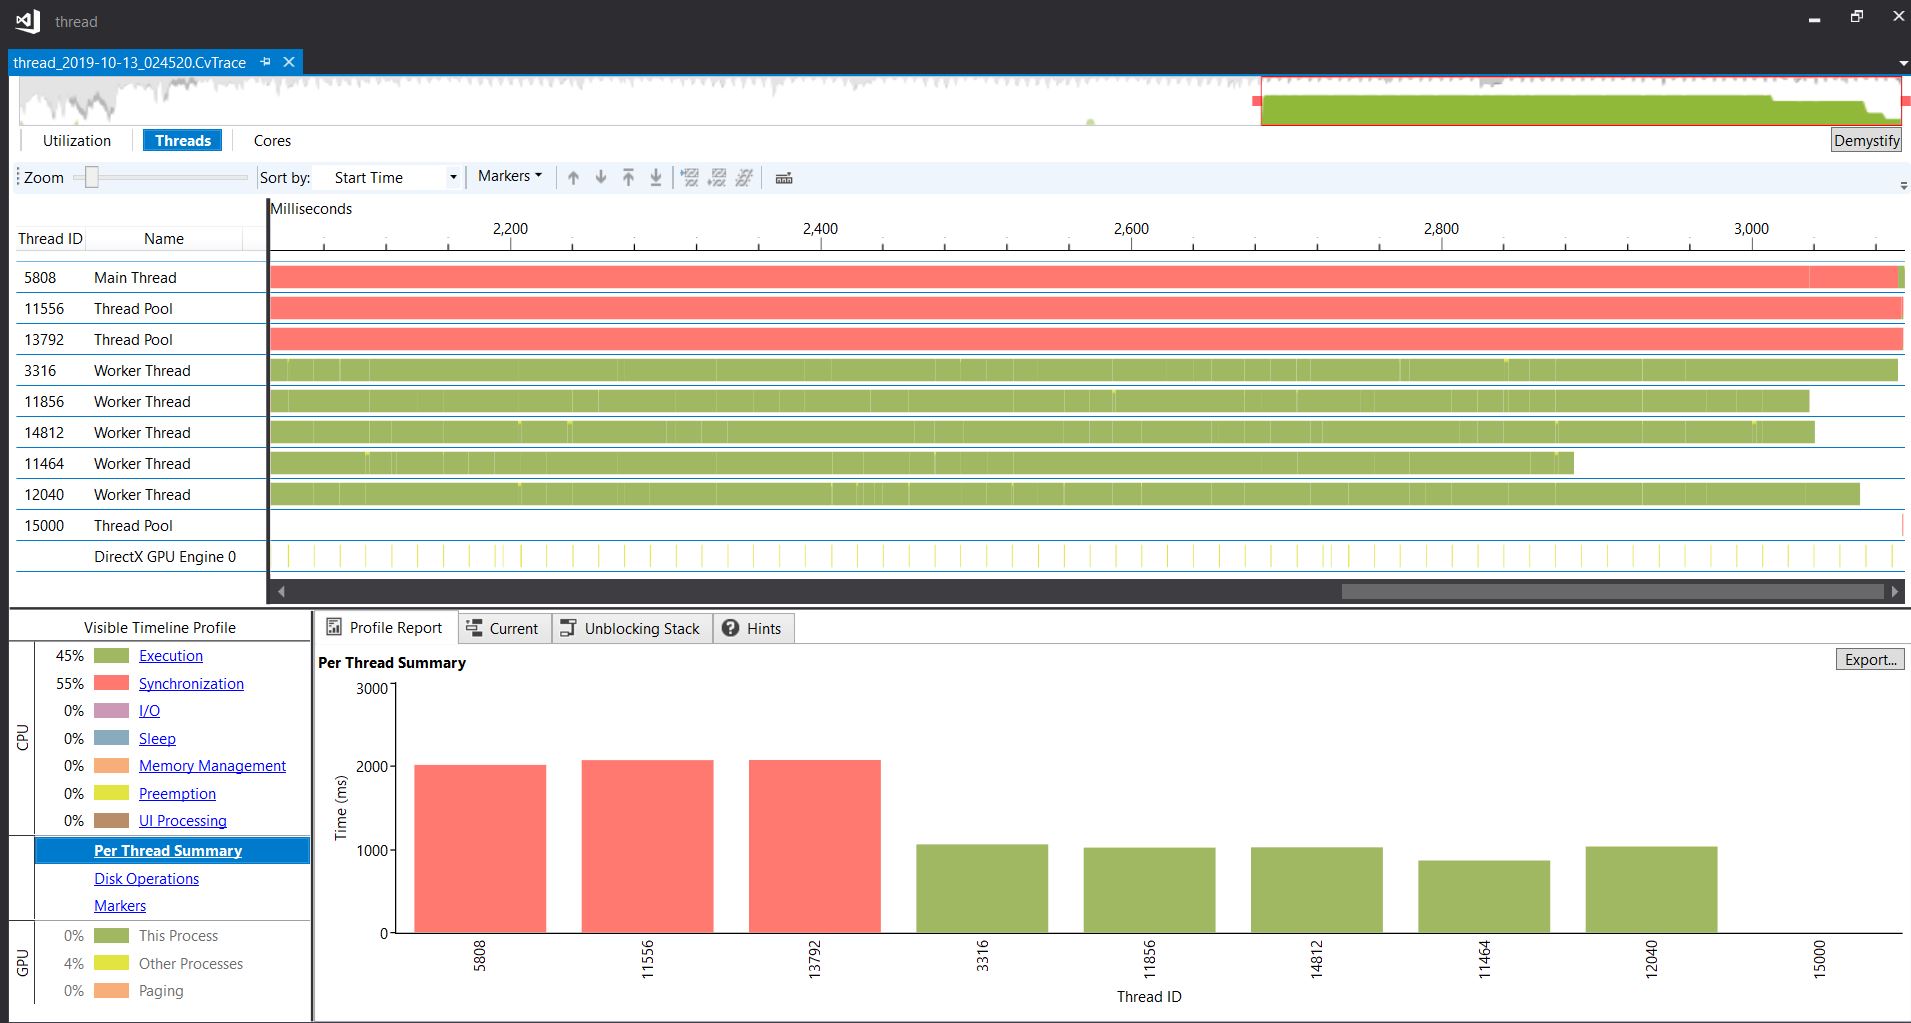 thread
thread_2019-10-13_024520.CvTrace
Utilization Threads Cores Demystify
Zoom Sort by: Start Time Markers
Milliseconds
2,200 2,400 2,600 2,800 3,000
Thread ID Name
5808 Main Thread
11556 Thread Pool
13792 Thread Pool
3316 Worker Thread
11856 Worker Thread
14812 Worker Thread
11464 Worker Thread
12040 Worker Thread
15000 Thread Pool
DirectX GPU Engine 0
Visible Timeline Profile
CPU
45% Execution
55% Synchronization
0% I/O
0% Sleep
0% Memory Management
0% Preemption
0% UI Processing
Per Thread Summary
Disk Operations
Markers
GPU
0% This Process
4% Other Processes
0% Paging
Profile Report Current Unblocking Stack Hints
Per Thread Summary Export...
Time (ms)
3000
2000
1000
0
5808 11556 13792 3316 11856 14812 11464 12040 15000
Thread ID